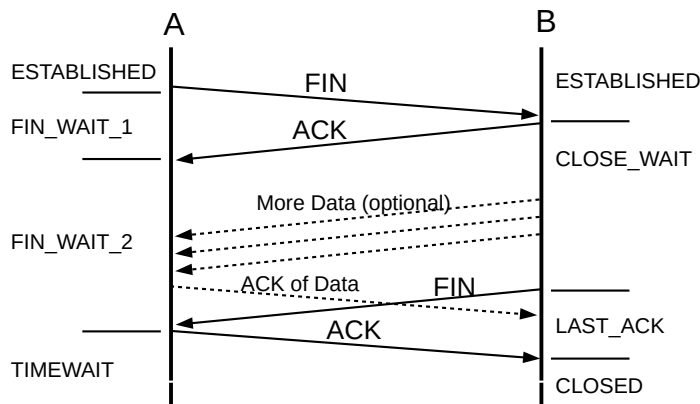 A
B
ESTABLISHED
FIN
ESTABLISHED
FIN_WAIT_1
ACK
CLOSE_WAIT
More Data (optional)
FIN_WAIT_2
ACK of Data
FIN
ACK
LAST_ACK
TIMEWAIT
CLOSED